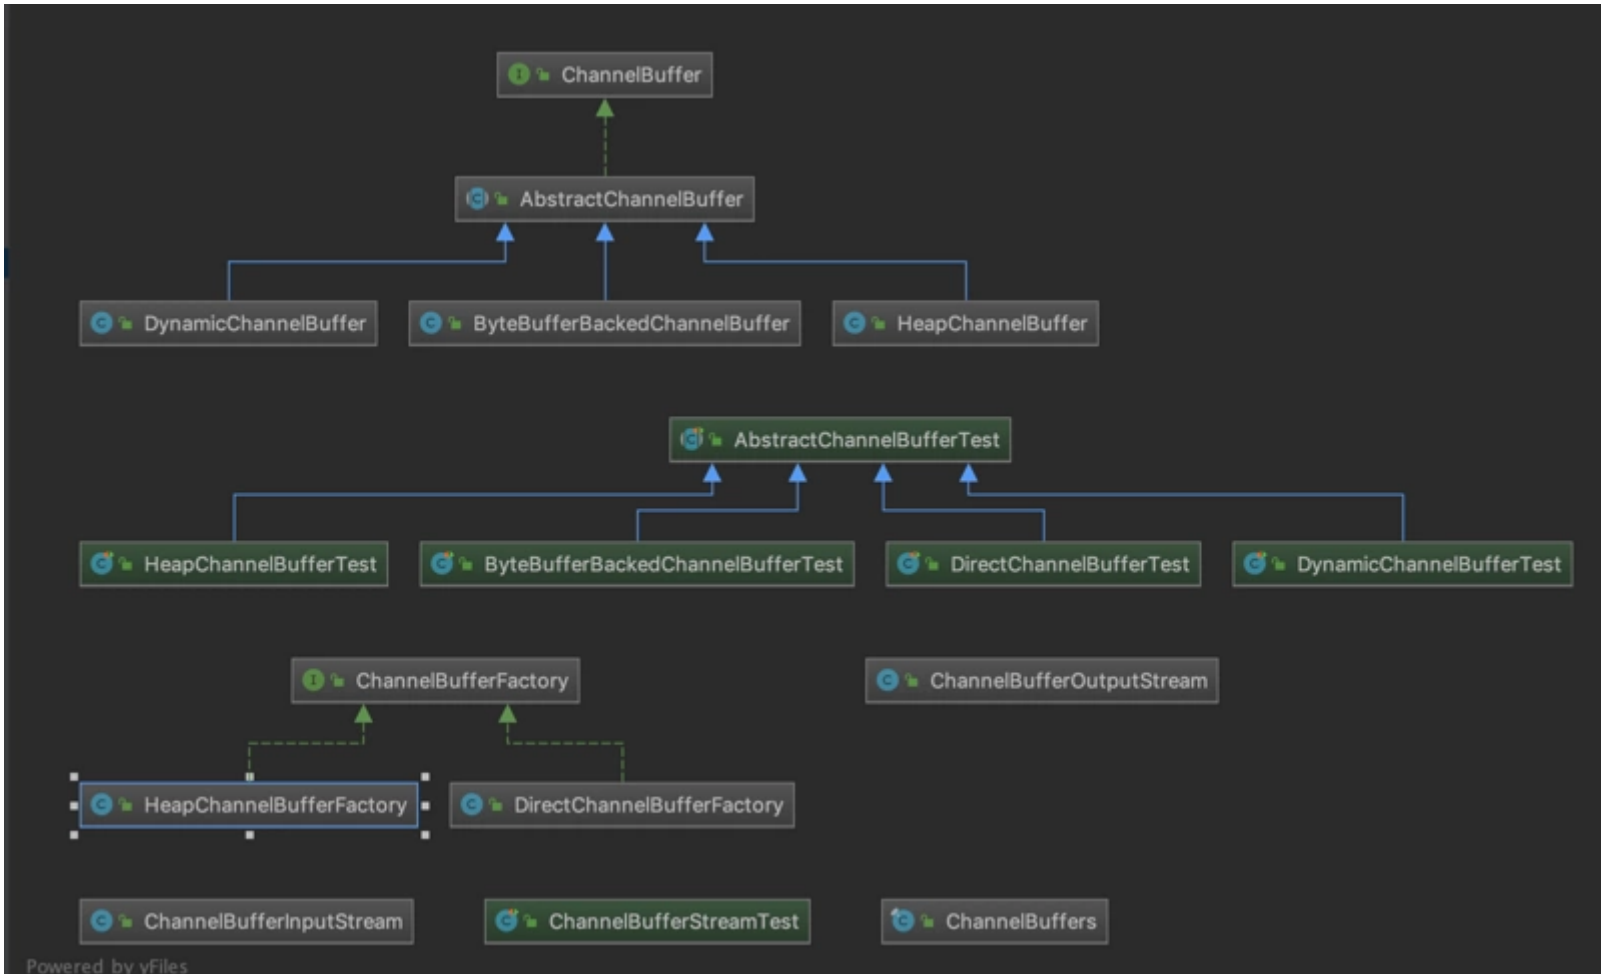 ChannelBuffer
AbstractChannelBuffer
DynamicChannelBuffer ByteBufferBackedChannelBuffer HeapChannelBuffer
AbstractChannelBufferTest
HeapChannelBufferTest ByteBufferBackedChannelBufferTest DirectChannelBufferTest DynamicChannelBufferTest
ChannelBufferFactory ChannelBufferOutputStream
HeapChannelBufferFactory DirectChannelBufferFactory
ChannelBufferInputStream ChannelBufferStreamTest ChannelBuffers
Powered by yFiles